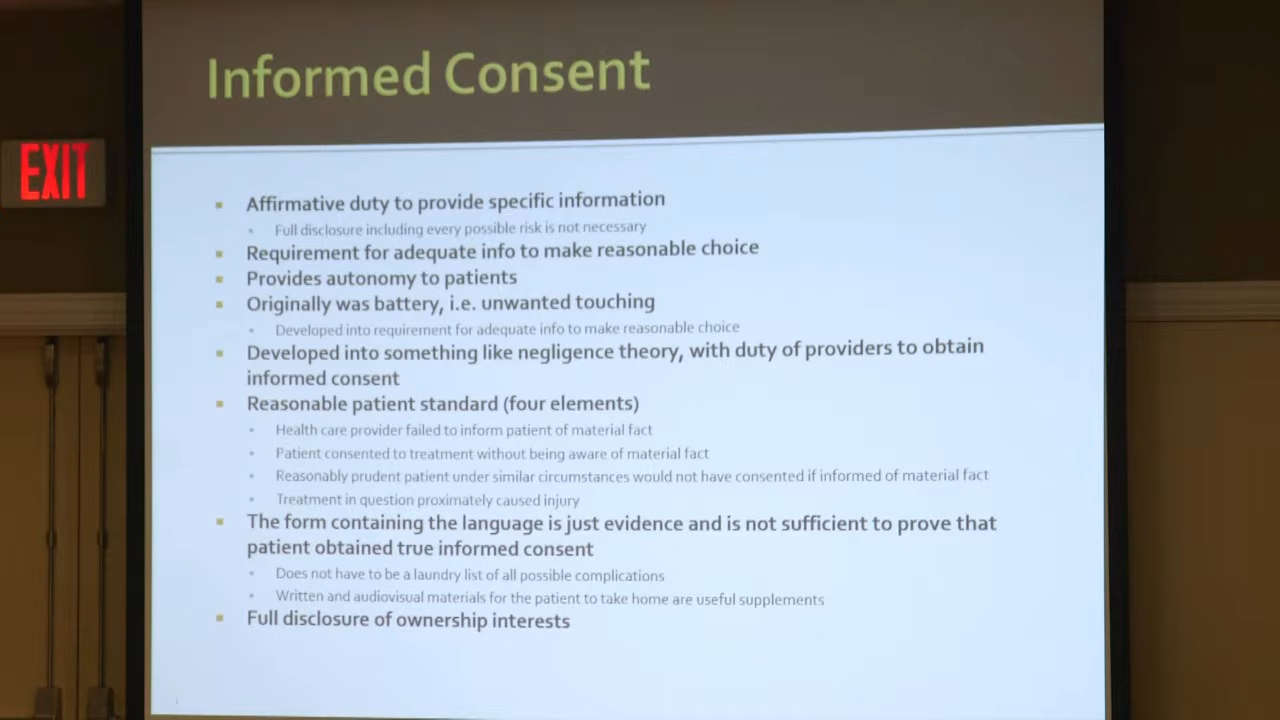 Informed Consent
EXIT
▪ Affirmative duty to provide specific information
▪ Full disclosure including every possible risk is not necessary
▪ Requirement for adequate info to make reasonable choice
▪ Provides autonomy to patients
▪ Originally was battery, i.e. unwanted touching
▪ Developed into requirement for adequate info to make reasonable choice
▪ Developed into something like negligence theory, with duty of providers to obtain
informed consent
▪ Reasonable patient standard (four elements)
▪ Health care provider failed to inform patient of material fact
▪ Patient consented to treatment without being aware of material fact
▪ Reasonably prudent patient under similar circumstances would not have consented if informed of material fact
▪ Treatment in question proximately caused injury
▪ The form containing the language is just evidence and is not sufficient to prove that
patient obtained true informed consent
▪ Does not have to be a laundry list of all possible complications
▪ Written and audiovisual materials for the patient to take home are useful supplements
▪ Full disclosure of ownership interests